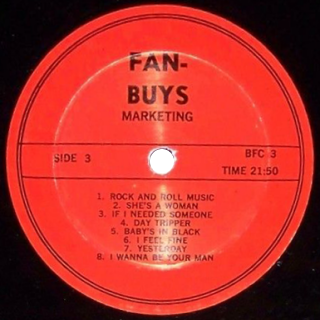 FAN-
BUYS
MARKETING
SIDE 3
BFC 3
TIME 21:50
1. ROCK AND ROLL MUSIC
2. SHE'S A WOMAN
3. IF I NEEDED SOMEONE
4. DAY TRIPPER
5. BABY'S IN BLACK
6. I FEEL FINE
7. YESTERDAY
8. I WANNA BE YOUR MAN